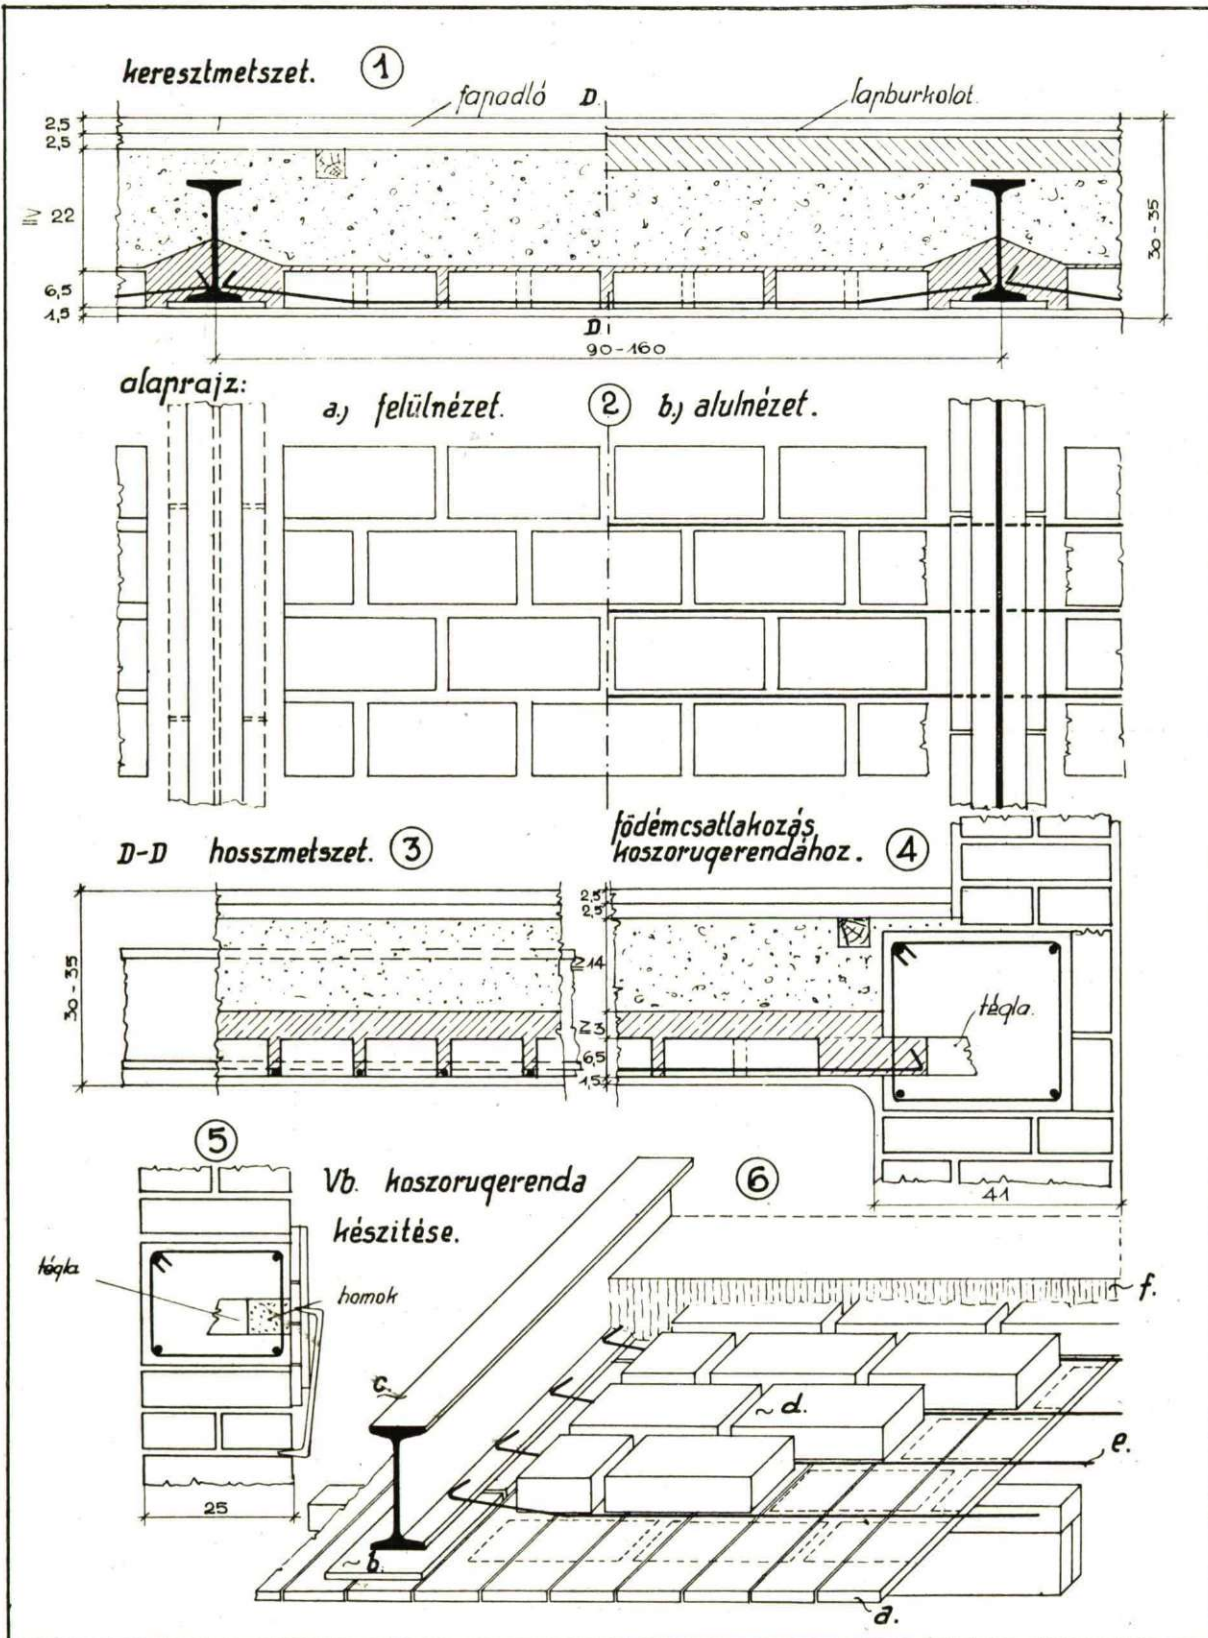 keresztmetszet. 1
fapadló D.
lapburkolat.
2,5
2,5
≧ 22
6,5
1,5
30-35
D
90-160
alaprajz:
a.) felülnézet. 2 b.) alulnézet.
D-D hosszmetszet. 3
födémcsatlakozás
koszorugerendához. 4
2,5
2,5
≧14
≧3
6,5
1,5
30-35
tégla.
41
5
Vb. koszorugerenda
készitése.
6
tégla
homok
25
f.
c.
~ d.
e.
~ b.
a.